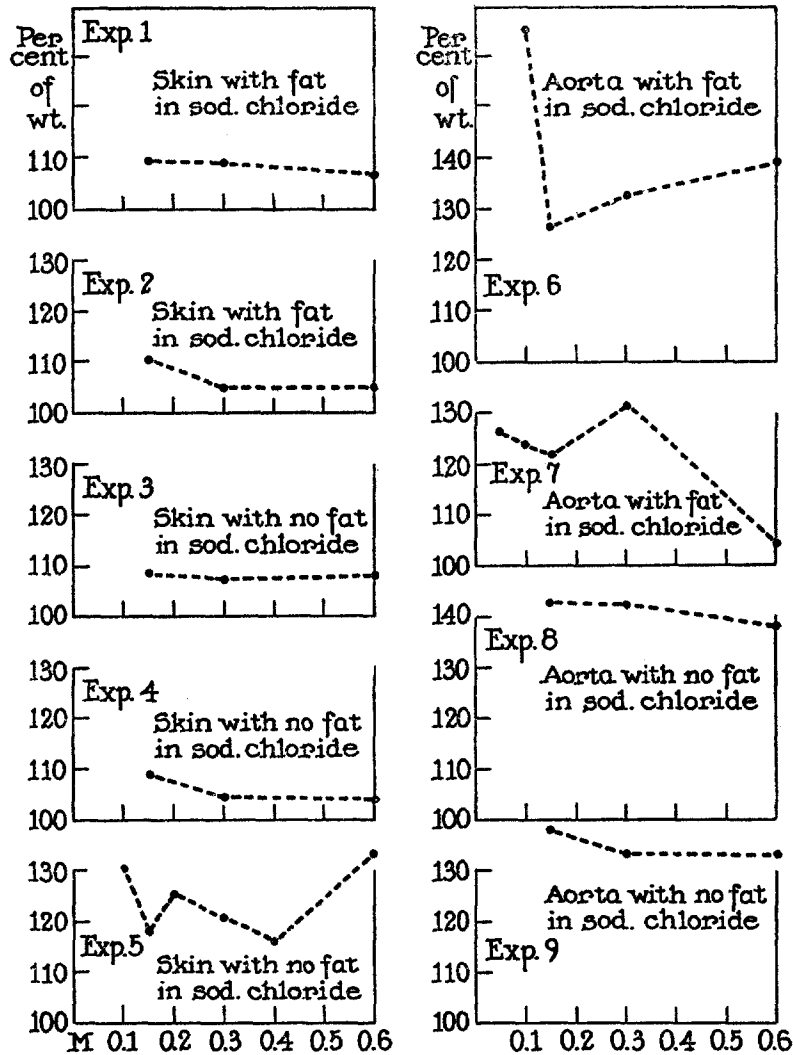 Per
cent
of
wt.
Exp. 1
Skin with fat
in sod. chloride
110
100
130
Exp. 2
120
Skin with fat
in sod. chloride
110
100
130
Exp. 3
120
Skin with no fat
in sod. chloride
110
100
130
Exp. 4
120
Skin with no fat
in sod. chloride
110
100
130
120
Exp. 5
110
Skin with no fat
in sod. chloride
100
M 0.1 0.2 0.3 0.4 0.5 0.6
Per
cent
of
wt.
Aorta with fat
in sod. chloride
140
130
120
Exp. 6
110
100
130
120
Exp. 7
110
Aorta with fat
in sod. chloride
100
140
Exp. 8
130
Aorta with no fat
in sod. chloride
120
110
100
130
Aorta with no fat
in sod. chloride
120
Exp. 9
110
100
0.1 0.2 0.3 0.4 0.5 0.6